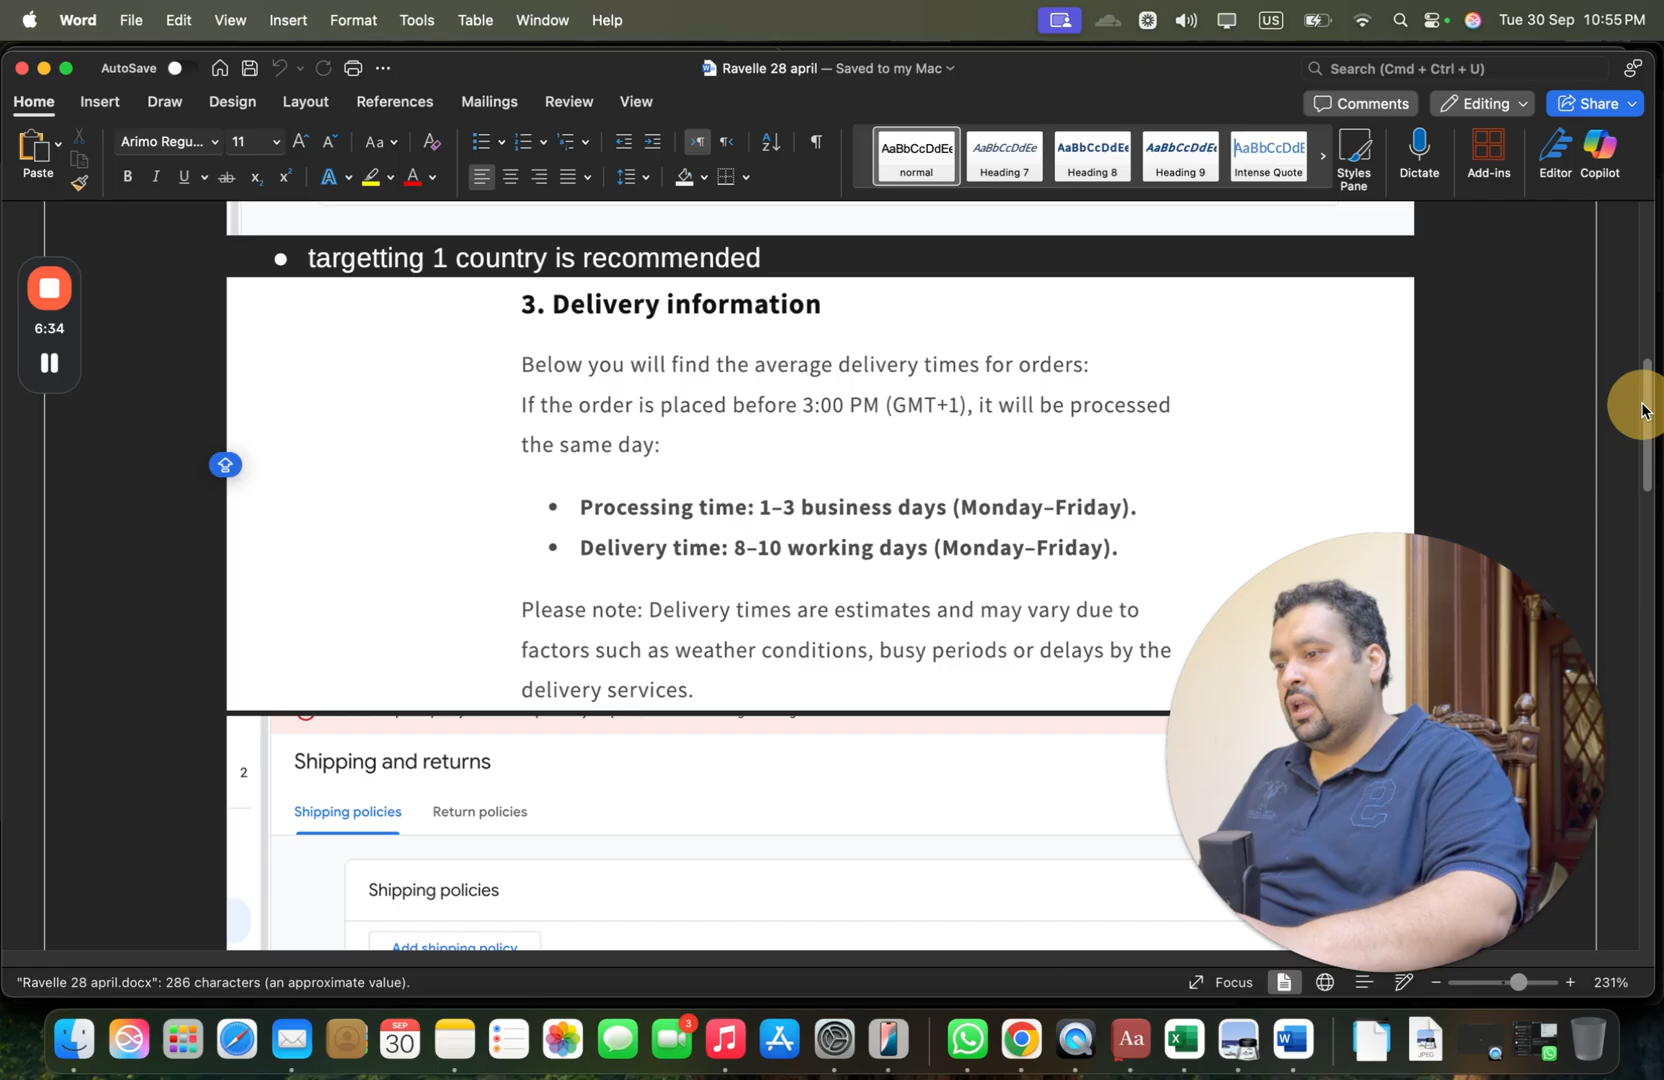 Word File Edit View Insert Format Tools Table Window Help US Tue 30 Sep 10:55 PM
AutoSave Ravelle 28 april — Saved to my Mac Search (Cmd + Ctrl + U)
Home Insert Draw Design Layout References Mailings Review View Comments Editing Share
Paste Arimo Regu... 11 Aa
AaBbCcDdEe AaBbCcDdEe AaBbCcDdEe AaBbCcDdEe AaBbCcDdE
normal Heading 7 Heading 8 Heading 9 Intense Quote Styles Pane Dictate Add-ins Editor Copilot
B I U ab x₂ x² A A
• targetting 1 country is recommended
3. Delivery information
6:34
Below you will find the average delivery times for orders:
If the order is placed before 3:00 PM (GMT+1), it will be processed
the same day:
• Processing time: 1–3 business days (Monday–Friday).
• Delivery time: 8–10 working days (Monday–Friday).
Please note: Delivery times are estimates and may vary due to
factors such as weather conditions, busy periods or delays by the
delivery services.
Shipping and returns
2
Shipping policies Return policies
Shipping policies
Add shipping policy
"Ravelle 28 april.docx": 286 characters (an approximate value). Focus 231%
SEP
30
3
Aa
JPEG